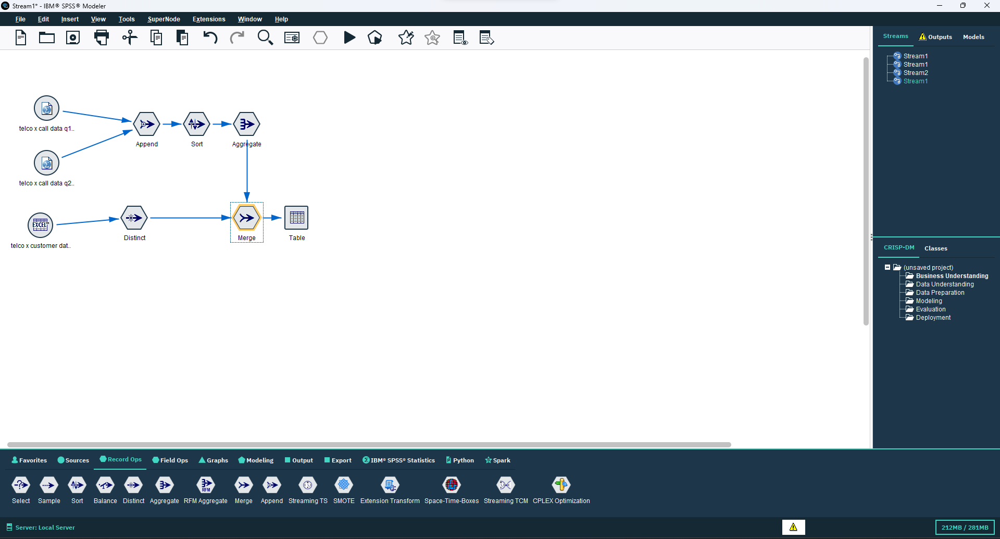 Stream1* - IBM® SPSS® Modeler
File Edit Insert View Tools SuperNode Extensions Window Help
Streams Outputs Models
Stream1
Stream1
Stream2
Stream1
telco x call data q1..
Append
Sort
Aggregate
telco x call data q2..
EXCEL™
telco x customer dat..
Distinct
Merge
Table
CRISP-DM Classes
(unsaved project)
Business Understanding
Data Understanding
Data Preparation
Modeling
Evaluation
Deployment
Favorites Sources Record Ops Field Ops Graphs Modeling Output Export IBM® SPSS® Statistics Python Spark
RFM
Select Sample Sort Balance Distinct Aggregate RFM Aggregate Merge Append Streaming TS SMOTE Extension Transform Space-Time-Boxes Streaming TCM CPLEX Optimization
Server: Local Server
212MB / 281MB